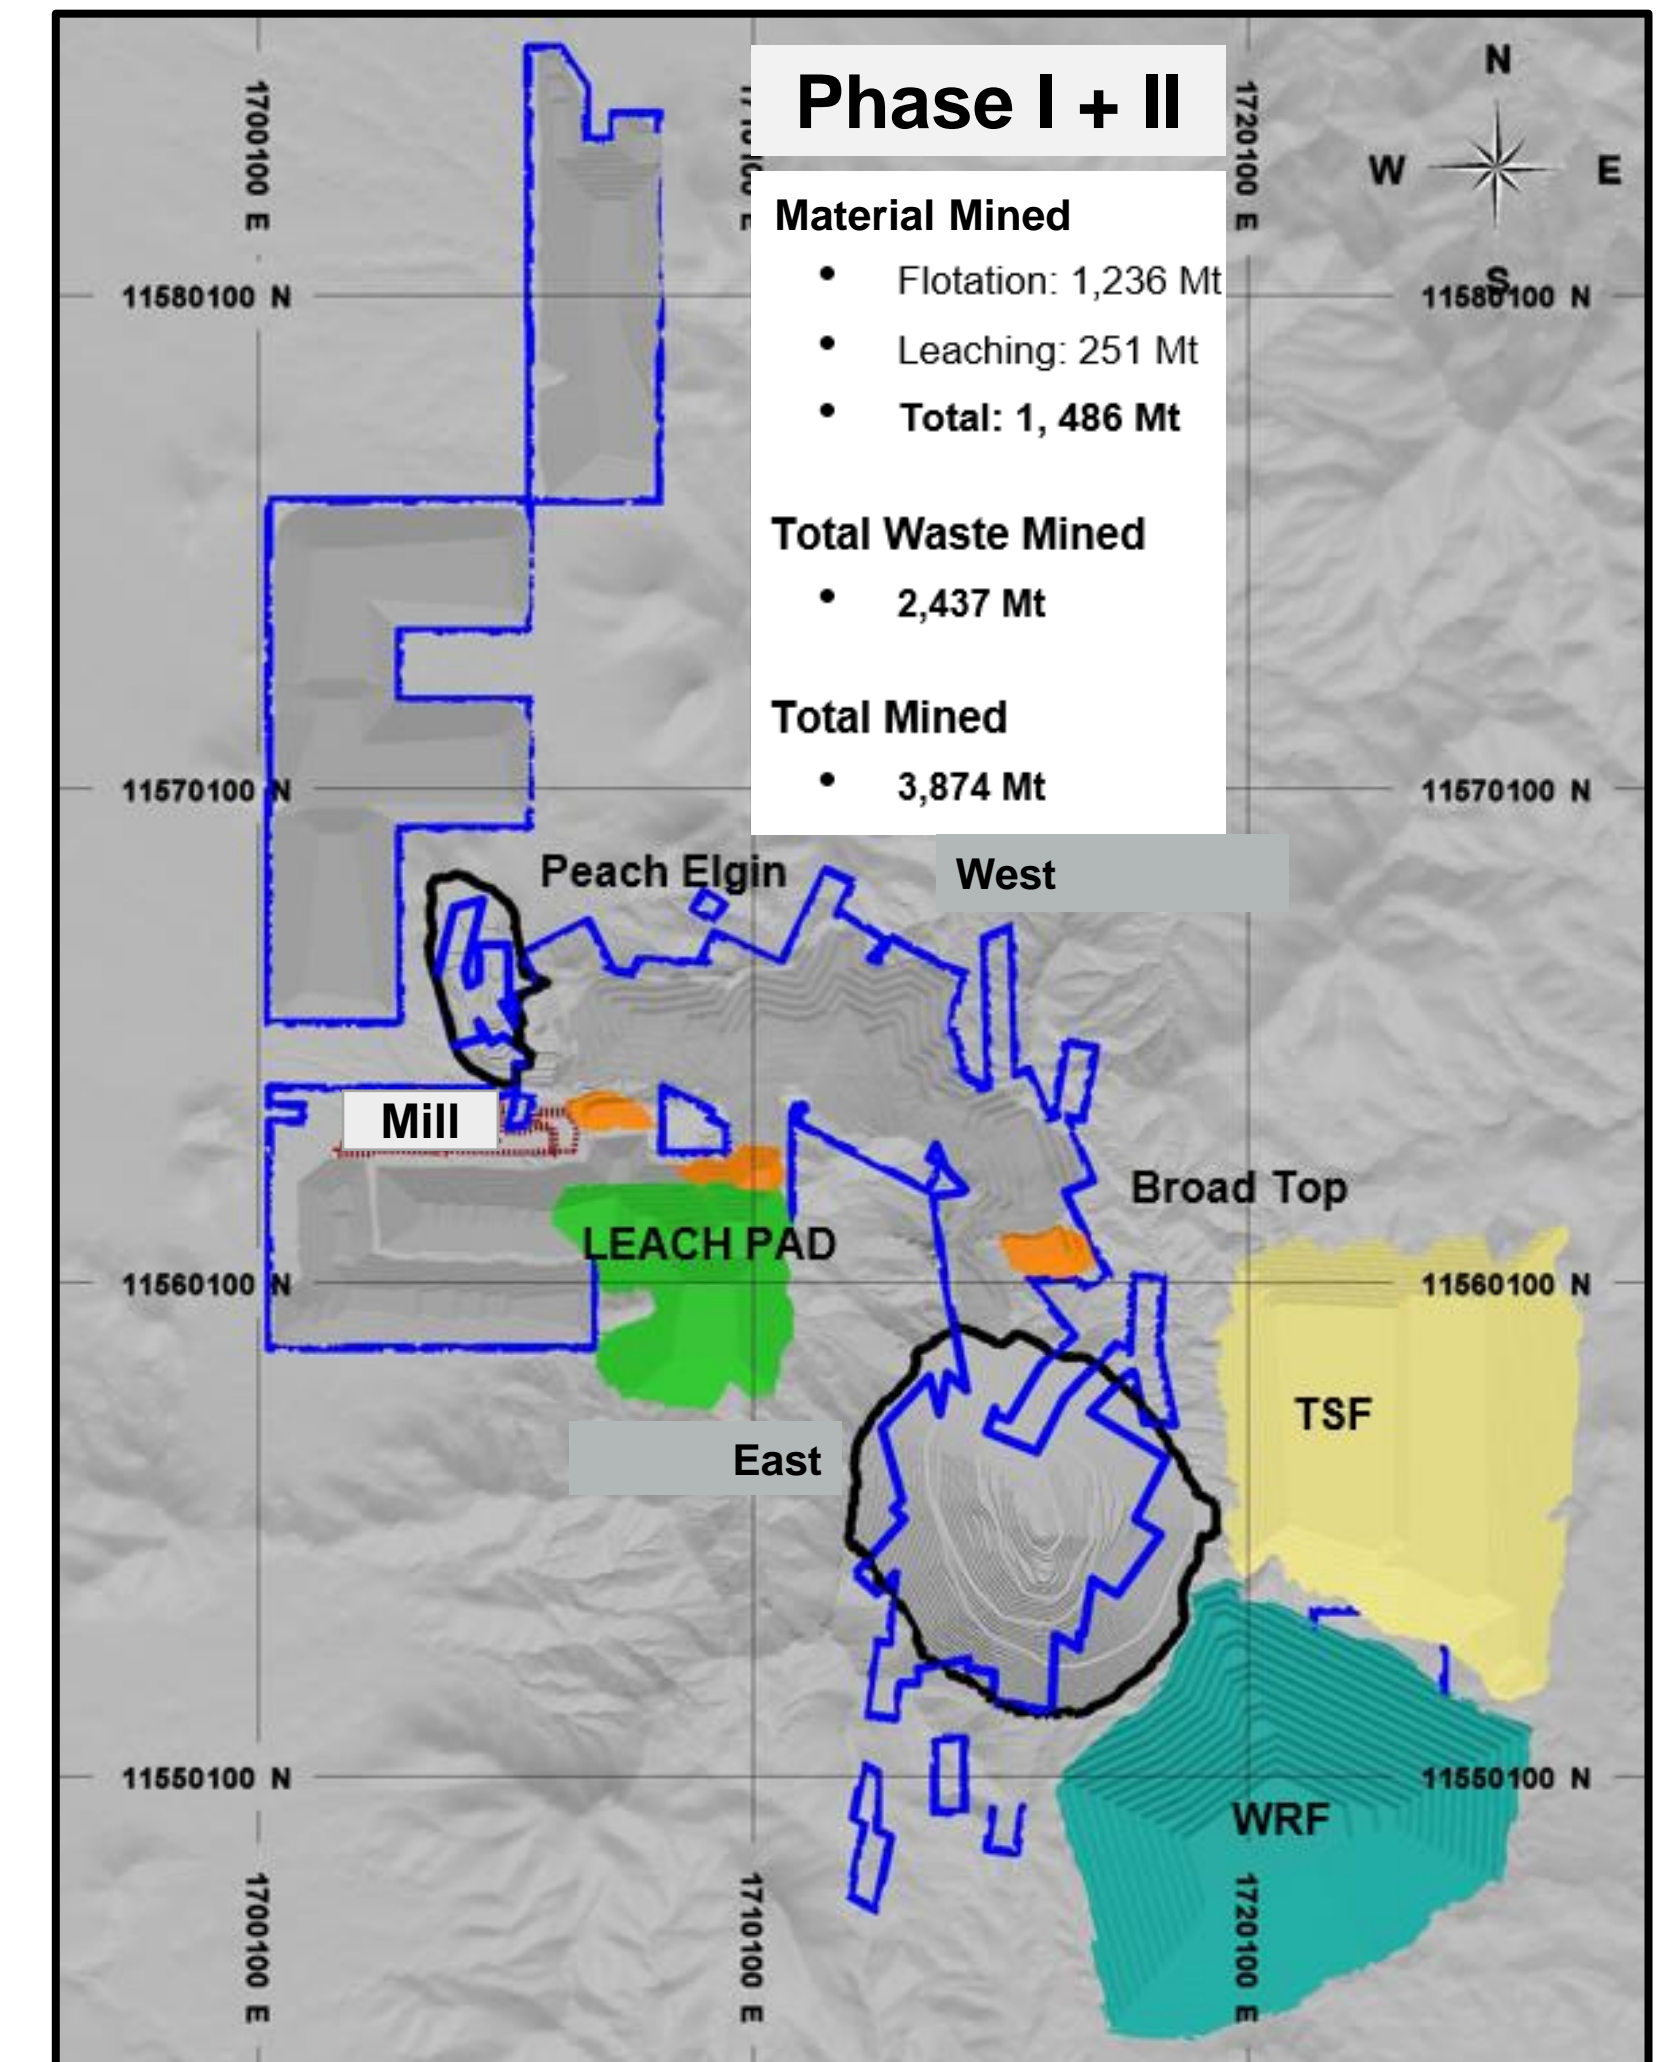 Phase I + II
N
W
E
S
1700100 E
1720100 E
Material Mined
• Flotation: 1,236 Mt
• Leaching: 251 Mt
• Total: 1, 486 Mt
11580100 N
11580100 N
Total Waste Mined
• 2,437 Mt
Total Mined
• 3,874 Mt
11570100 N
11570100 N
Peach Elgin
West
Mill
Broad Top
LEACH PAD
11560100 N
11560100 N
TSF
East
11550100 N
11550100 N
WRF
1700100 E
1710100 E
1720100 E